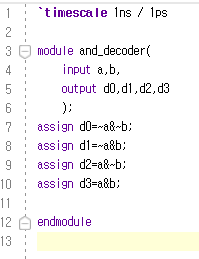 1 `timescale 1ns / 1ps
2
3 module and_decoder(
4 input a,b,
5 output d0,d1,d2,d3
6 );
7 assign d0=~a&~b;
8 assign d1=~a&b;
9 assign d2=a&~b;
10 assign d3=a&b;
11
12 endmodule
13